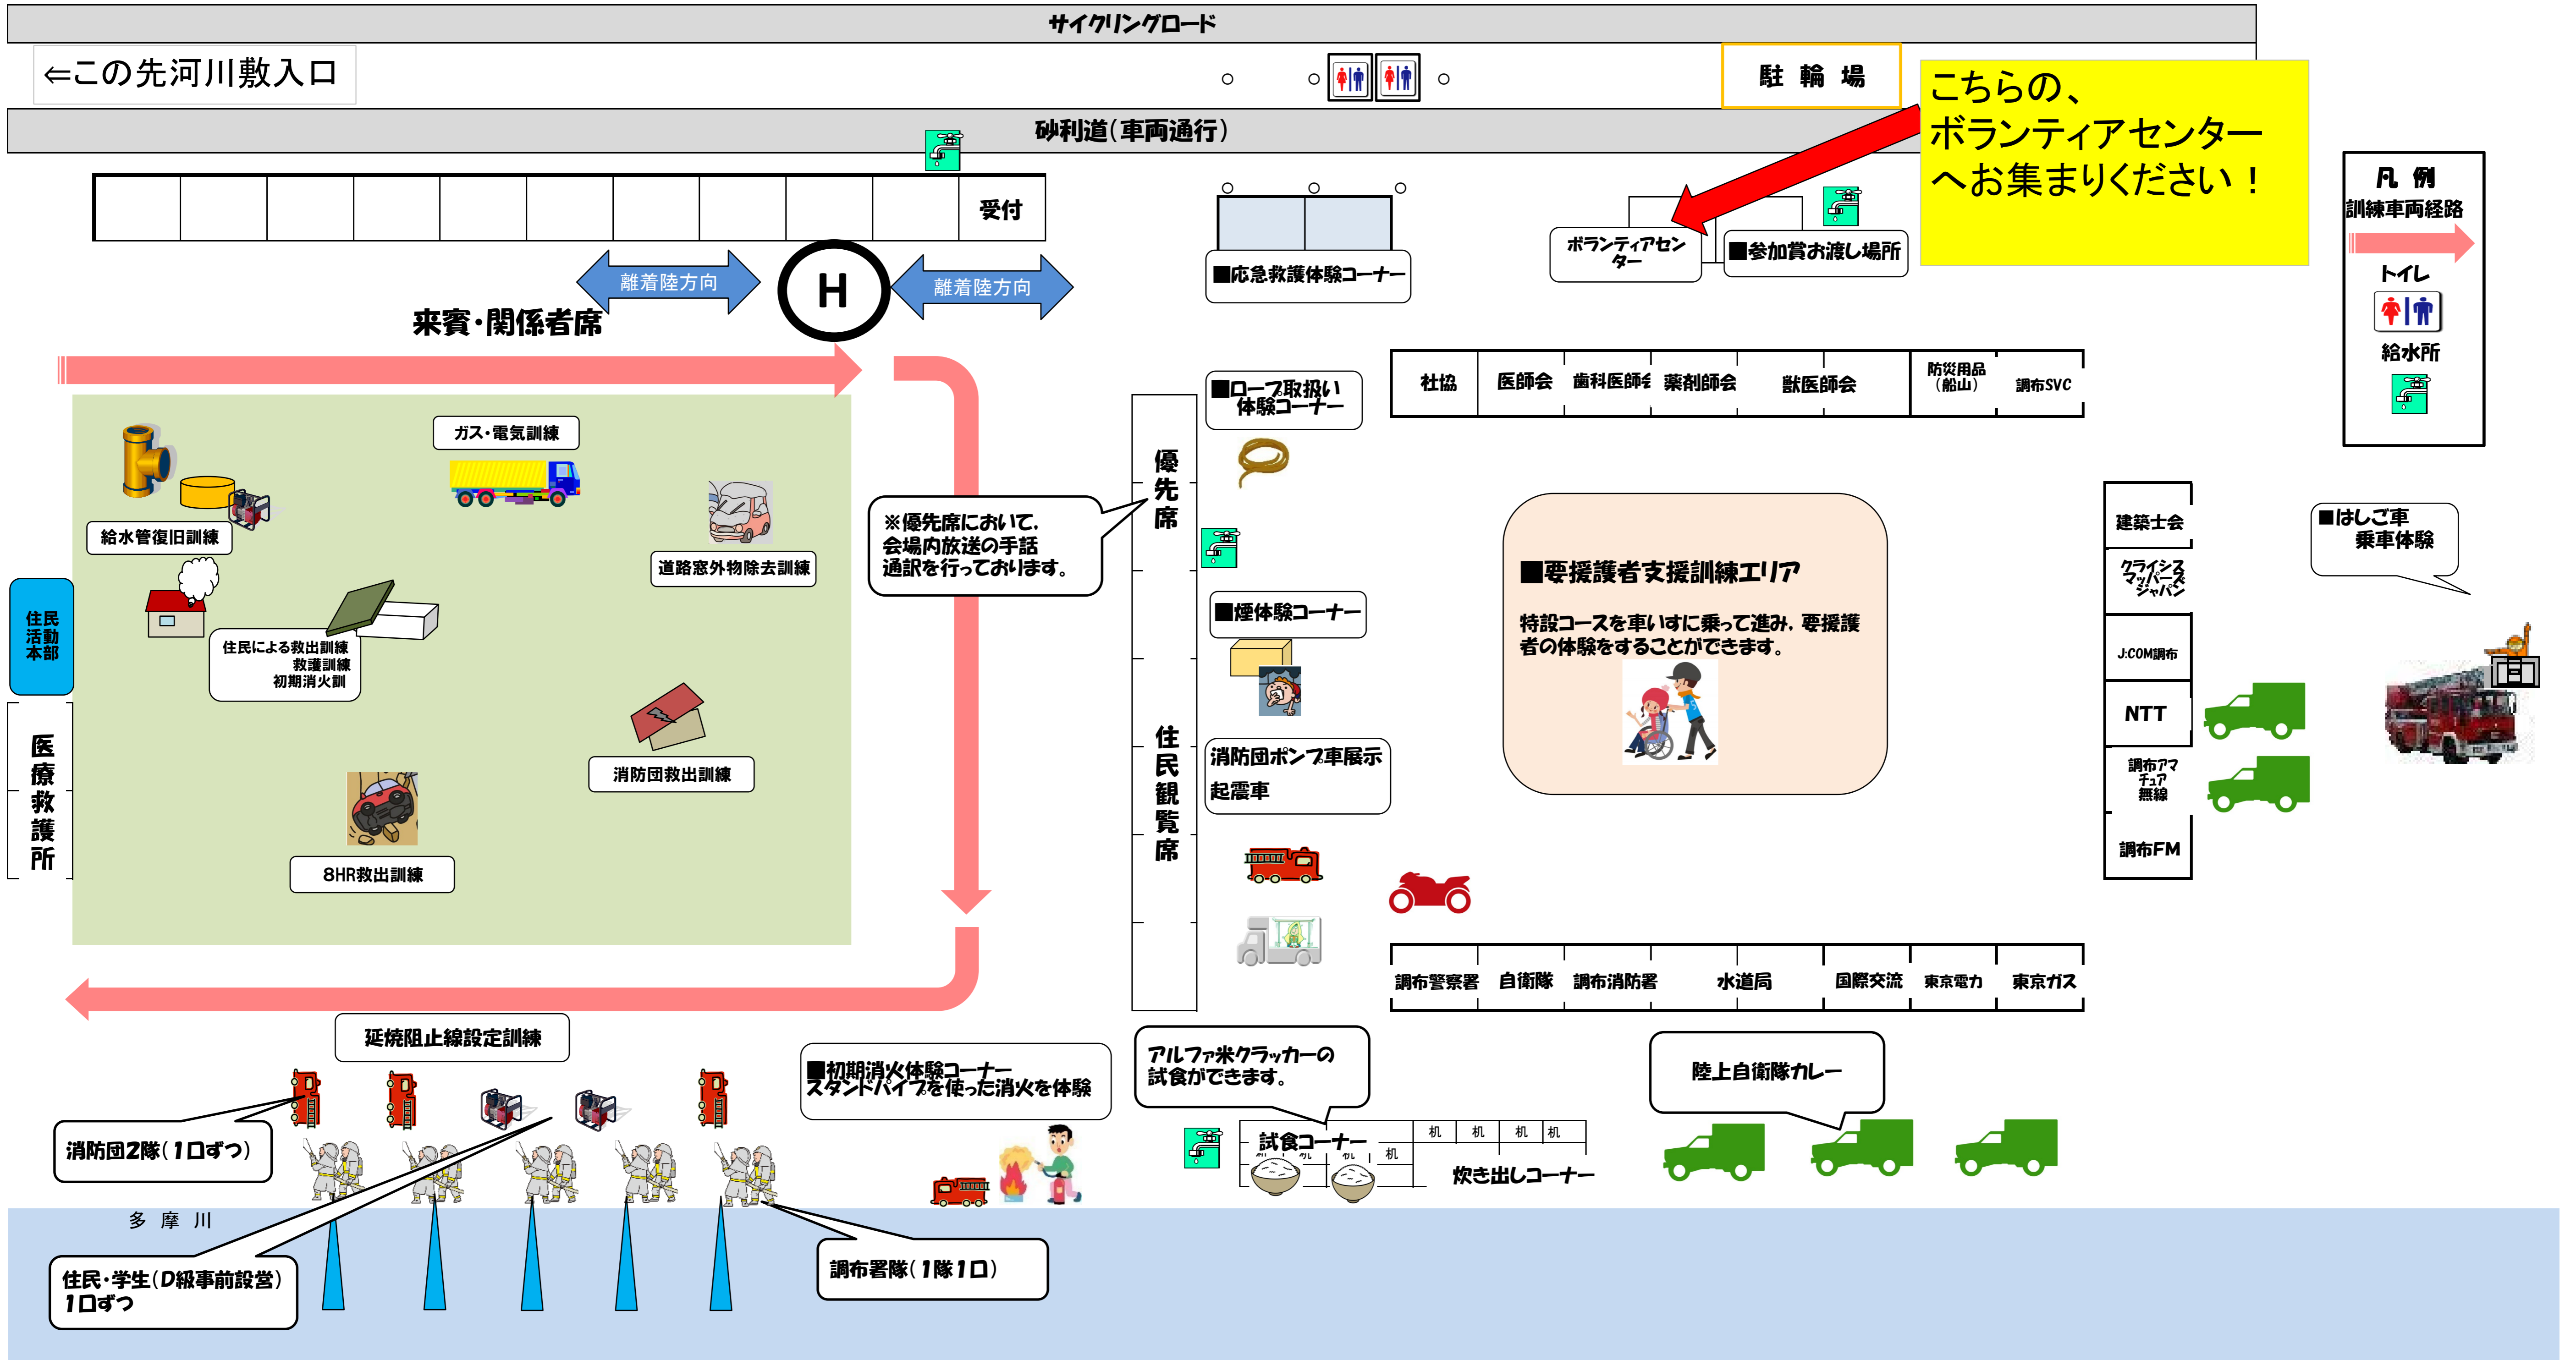 サイクリングロード
⇐この先河川敷入口
駐 輪 場
こちらの、
ボランティアセンター
へお集まりください！
砂利道（車両通行）
凡 例
訓練車両経路
トイレ
給水所
受付
離着陸方向
H
離着陸方向
来賓・関係者席
■応急救護体験コーナー
ボランティアセン
ター
■参加賞お渡し場所
■ロープ取扱い
体験コーナー
社協
医師会
歯科医師会
薬剤師会
獣医師会
防災用品
（船山）
調布SVC
ガス・電気訓練
給水管復旧訓練
道路窓外物除去訓練
住民による救出訓練
救護訓練
初期消火訓
消防団救出訓練
8HR救出訓練
住民
活動
本部
医療救護所
※優先席において，
会場内放送の手話
通訳を行っております。
優先席
住民観覧席
■煙体験コーナー
消防団ポンプ車展示
起震車
■要援護者支援訓練エリア
特設コースを車いすに乗って進み，要援護
者の体験をすることができます。
建築士会
クライシス
マッパーズ
ジャパン
J:COM調布
NTT
調布アマ
チュア
無線
調布FM
■はしご車
乗車体験
調布警察署
自衛隊
調布消防署
水道局
国際交流
東京電力
東京ガス
延焼阻止線設定訓練
■初期消火体験コーナー
スタンドパイプを使った消火を体験
アルファ米クラッカーの
試食ができます。
陸上自衛隊カレー
消防団2隊（1口ずつ）
試食コーナー
机
机
机
机
机
炊き出しコーナー
多 摩 川
住民・学生（D級事前設営）
1口ずつ
調布署隊（1隊1口）